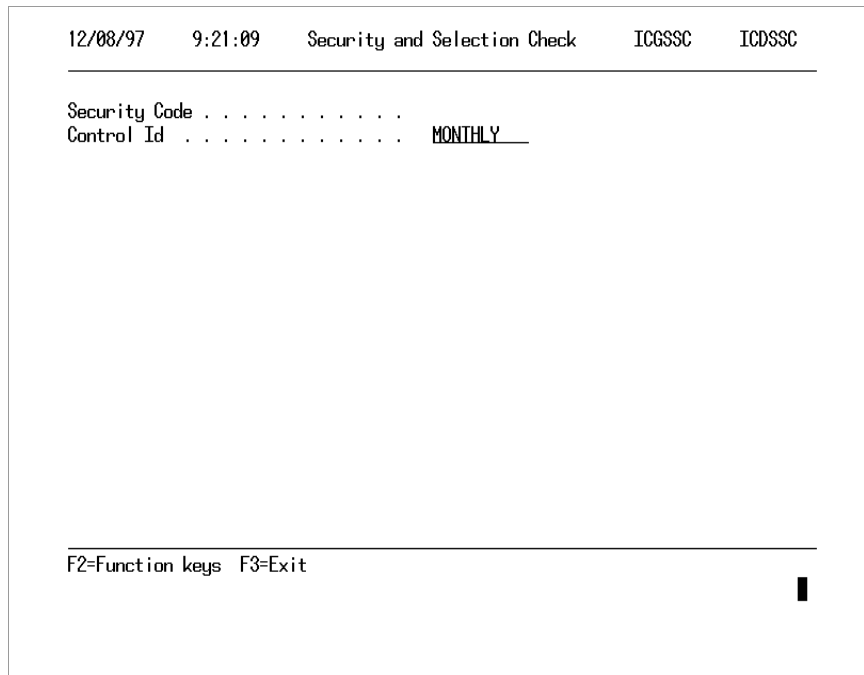 12/08/97 9:21:09 Security and Selection Check ICGSSC ICDSSC
Security Code . . . . . . . . . . .
Control Id . . . . . . . . . . . . MONTHLY
F2=Function keys F3=Exit